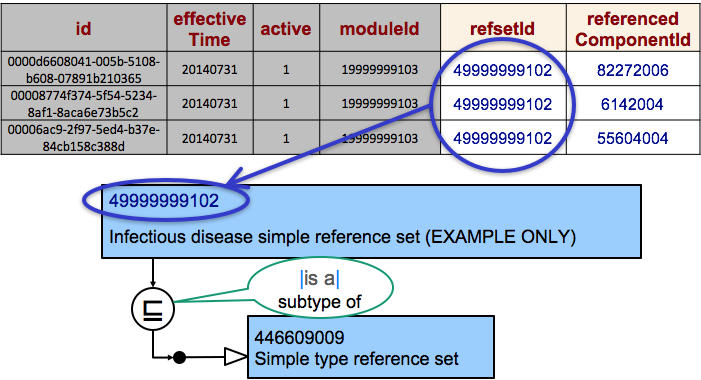 id effective Time active moduleId refsetId referenced ComponentId
0000d6608041-005b-5108-b608-07891b210365 20140731 1 19999999103 49999999102 82272006
00008774f374-5f54-5234-8af1-8aca6e73b5c2 20140731 1 19999999103 49999999102 6142004
00006ac9-2f97-5ed4-b37e-84cb158c388d 20140731 1 19999999103 49999999102 55604004
49999999102
Infectious disease simple reference set (EXAMPLE ONLY)
|is a|
subtype of
⊑
446609009
Simple type reference set